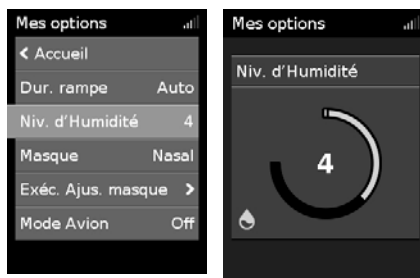 Mes options
< Accueil
Dur. rampe Auto
Niv. d'Humidité 4
Masque Nasal
Exéc. Ajus. masque >
Mode Avion Off
Mes options
Niv. d'Humidité
4